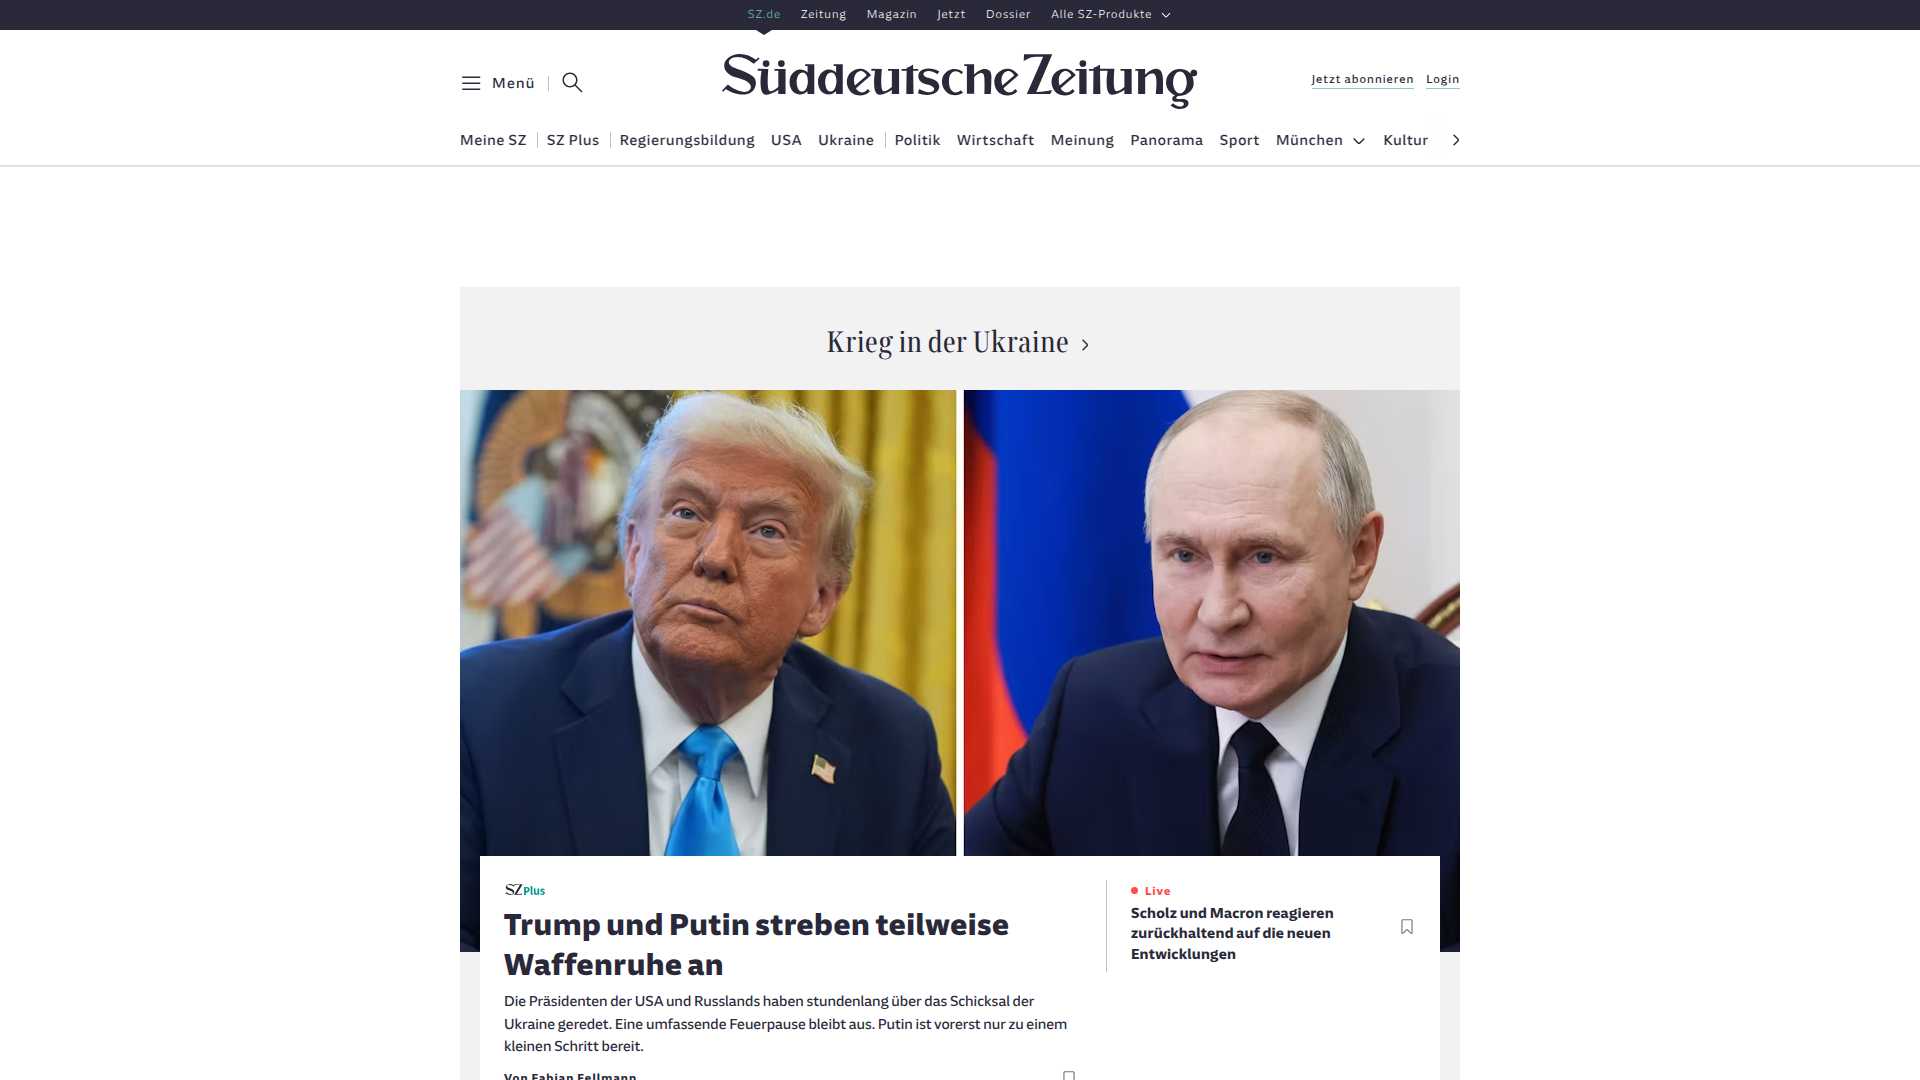 SZ.de Zeitung Magazin Jetzt Dossier Alle SZ-Produkte
Menü
Süddeutsche Zeitung
Jetzt abonnieren Login
Meine SZ SZ Plus Regierungsbildung USA Ukraine Politik Wirtschaft Meinung Panorama Sport München Kultur
Krieg in der Ukraine
SZ Plus
Trump und Putin streben teilweise
Waffenruhe an
Die Präsidenten der USA und Russlands haben stundenlang über das Schicksal der
Ukraine geredet. Eine umfassende Feuerpause bleibt aus. Putin ist vorerst nur zu einem
kleinen Schritt bereit.
Von Fabian Fellmann
Live
Scholz und Macron reagieren
zurückhaltend auf die neuen
Entwicklungen